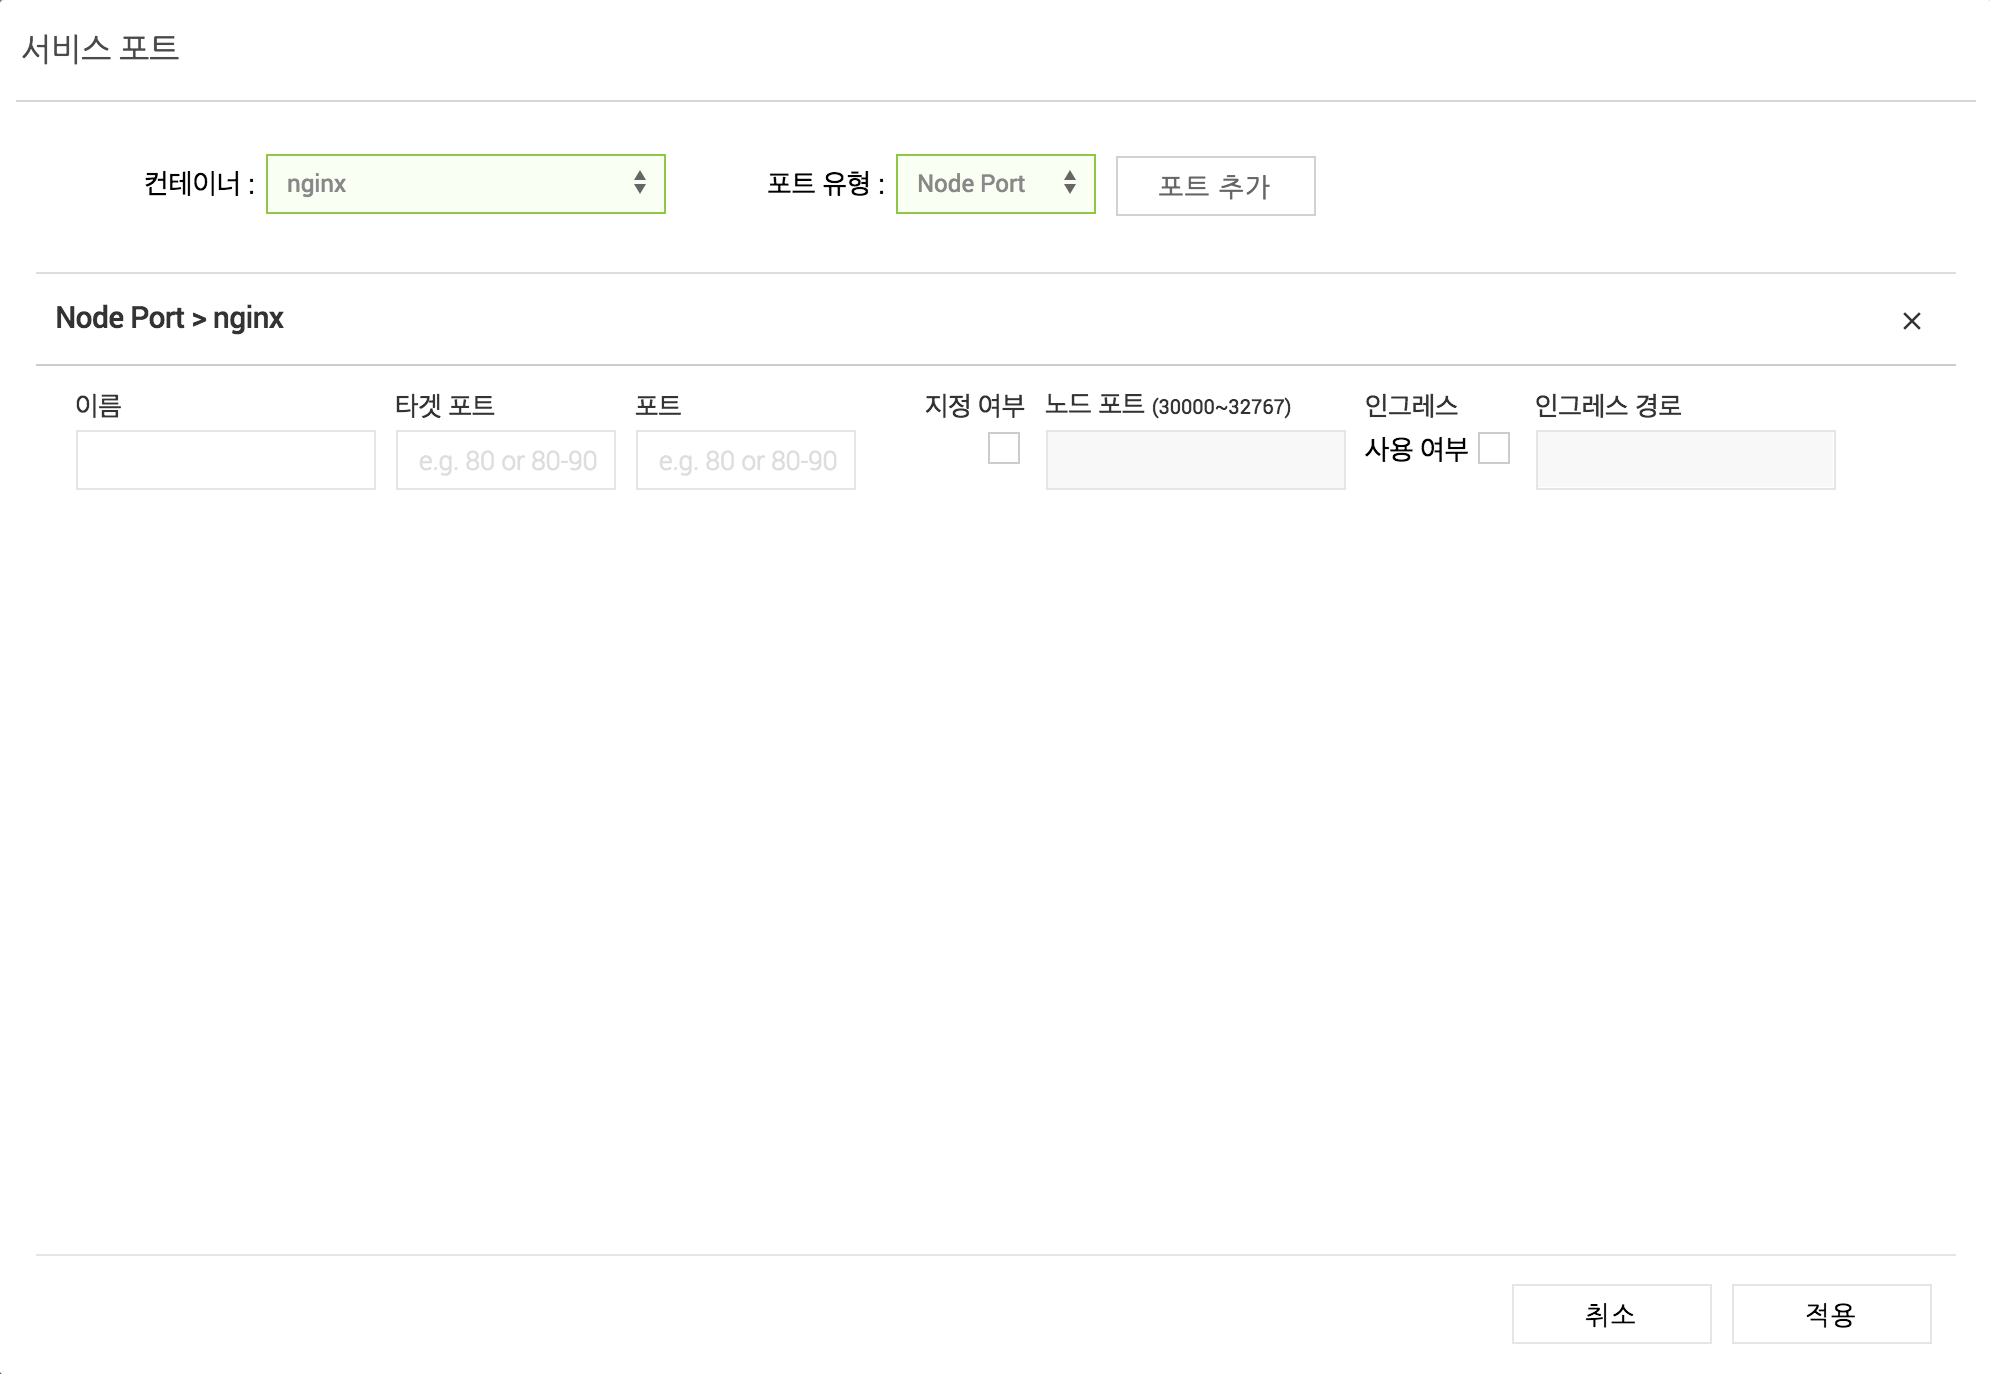 서비스 포트
컨테이너 : nginx 포트 유형 : Node Port 포트 추가
Node Port > nginx
이름 타겟 포트 포트 지정 여부 노드 포트 (30000~32767) 인그레스 인그레스 경로
e.g. 80 or 80-90 e.g. 80 or 80-90 사용 여부
취소 적용